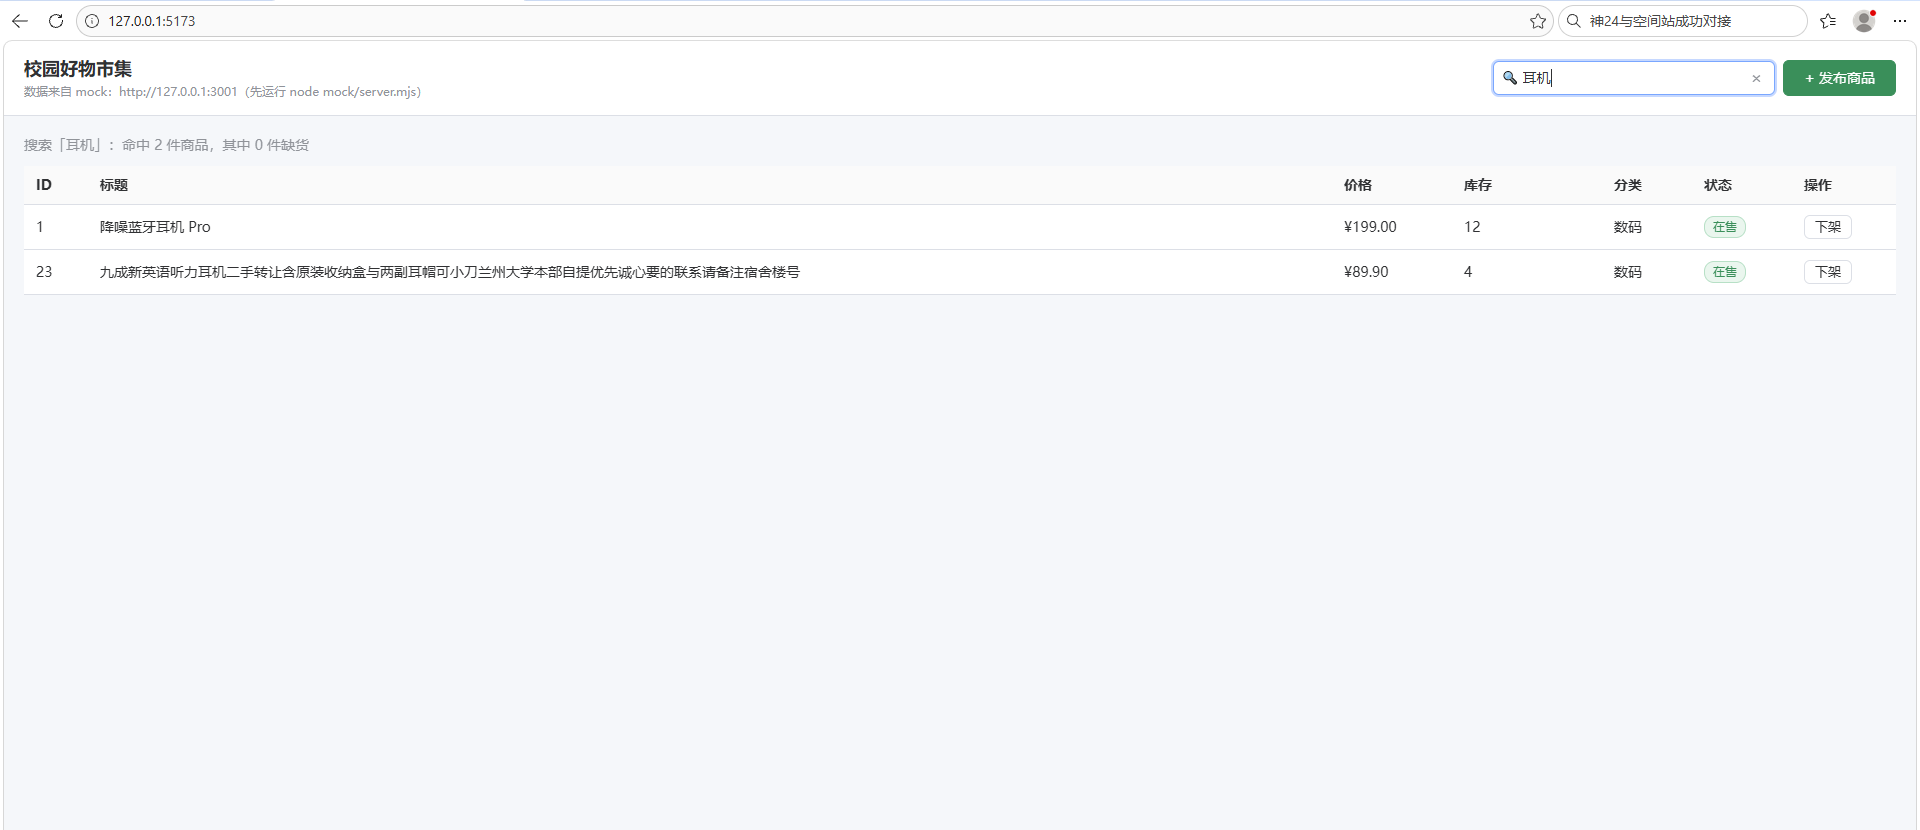 127.0.0.1:5173
神24与空间站成功对接
校园好物市集
数据来自 mock：http://127.0.0.1:3001（先运行 node mock/server.mjs）
耳机
+ 发布商品
搜索「耳机」：命中 2 件商品，其中 0 件缺货
ID 标题 价格 库存 分类 状态 操作
1 降噪蓝牙耳机 Pro ¥199.00 12 数码 在售 下架
23 九成新英语听力耳机二手转让含原装收纳盒与两副耳帽可小刀兰州大学本部自提优先诚心要的联系请备注宿舍楼号 ¥89.90 4 数码 在售 下架